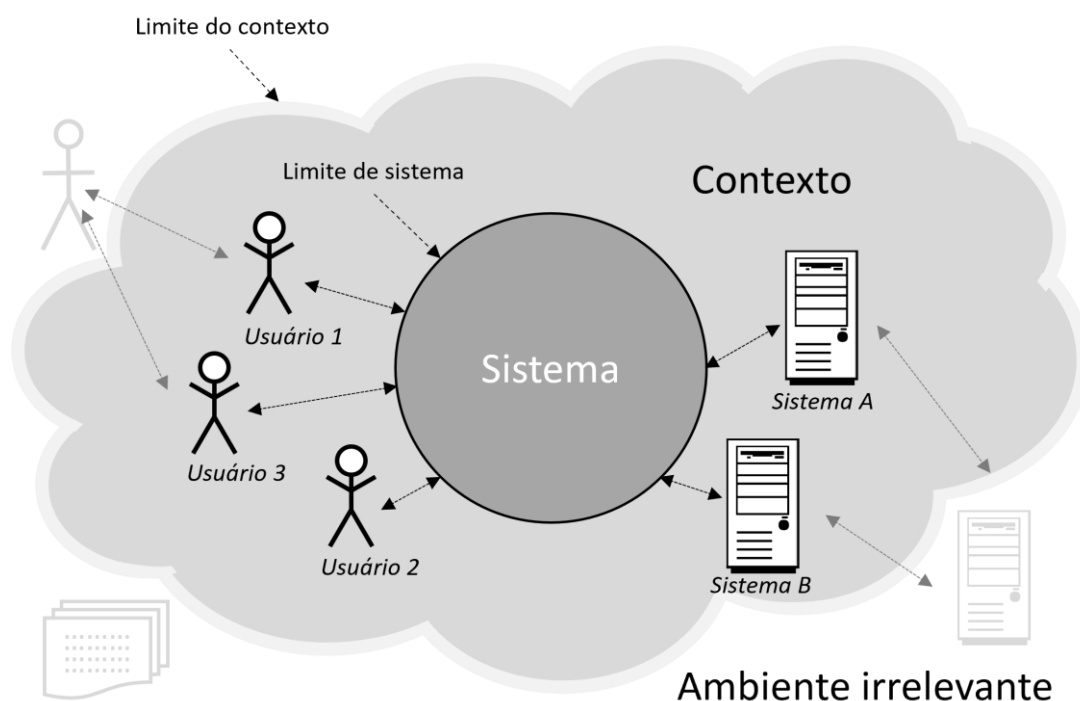 Limite do contexto
Limite de sistema
Contexto
Usuário 1
Sistema
Sistema A
Usuário 3
Usuário 2
Sistema B
Ambiente irrelevante